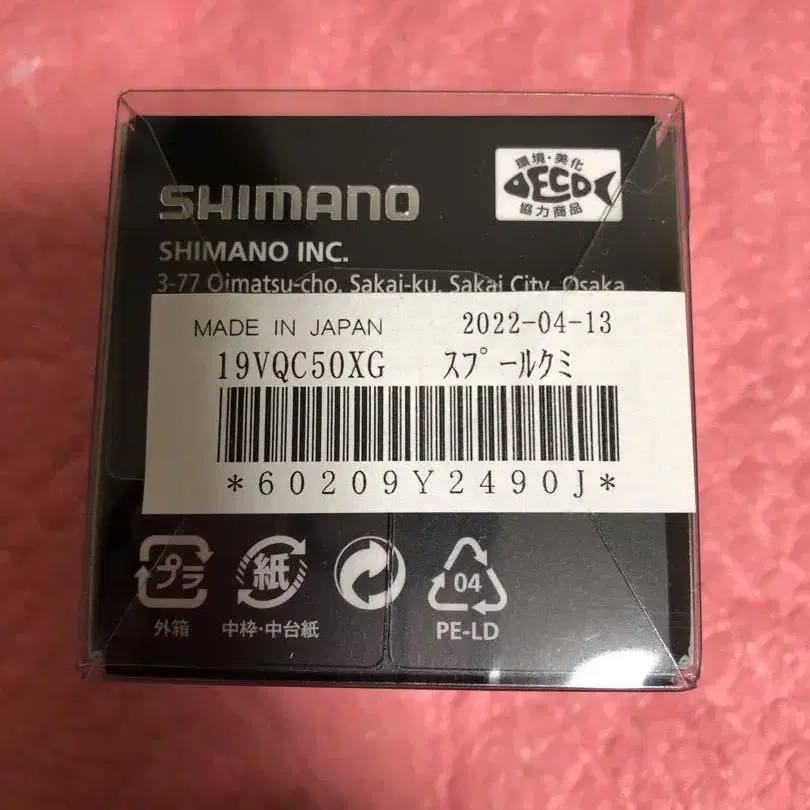 SHIMANO
環境・美化
ECO
協力商品
SHIMANO INC.
3-77 Oimatsu-cho, Sakai-ku, Sakai City, Osaka
MADE IN JAPAN 2022-04-13
19VQC50XG スプールクミ
*60209Y2490J*
プラ 紙 04
外箱 中枠・中台紙 PE-LD